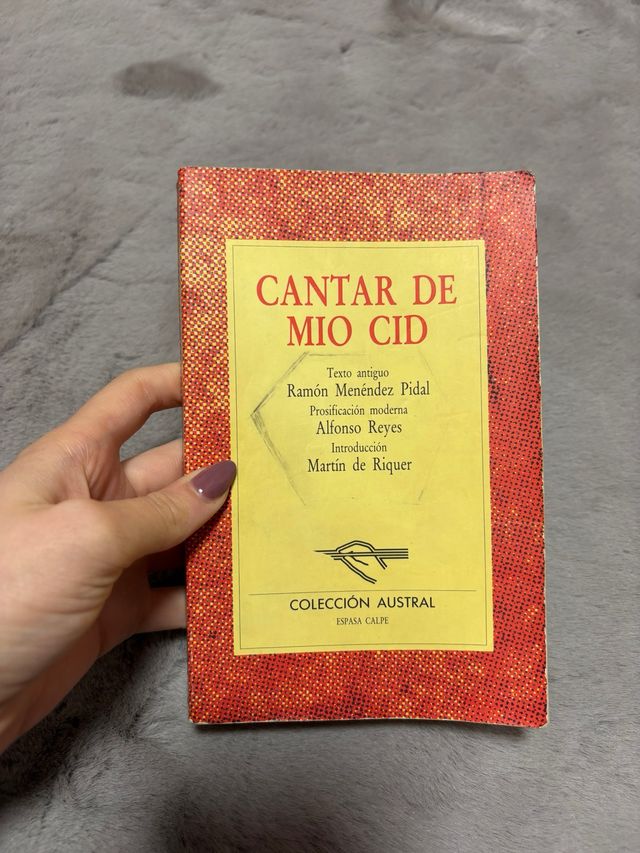 CANTAR DE
MIO CID
Texto antiguo
Ramón Menéndez Pidal
Prosificación moderna
Alfonso Reyes
Introducción
Martín de Riquer
COLECCIÓN AUSTRAL
ESPASA CALPE